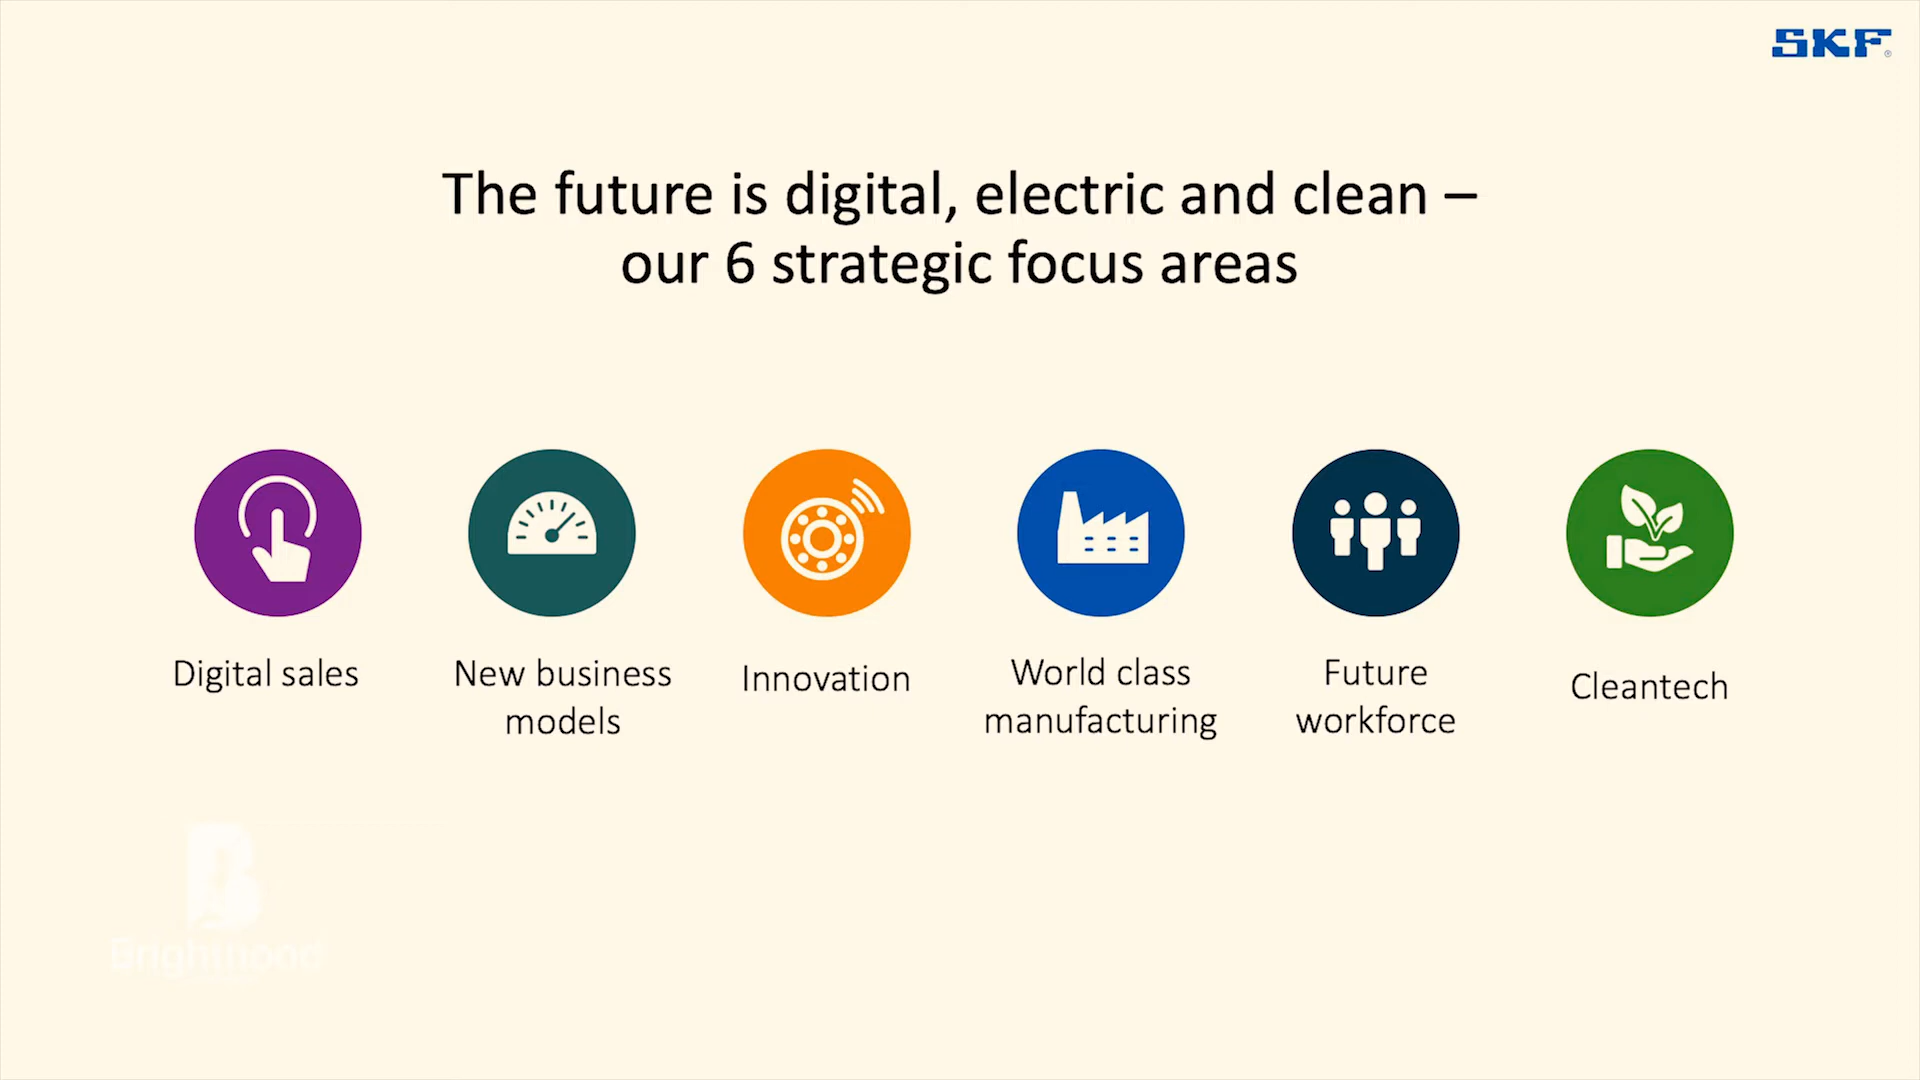 SKF
The future is digital, electric and clean –
our 6 strategic focus areas
Digital sales
New business
models
Innovation
World class
manufacturing
Future
workforce
Cleantech